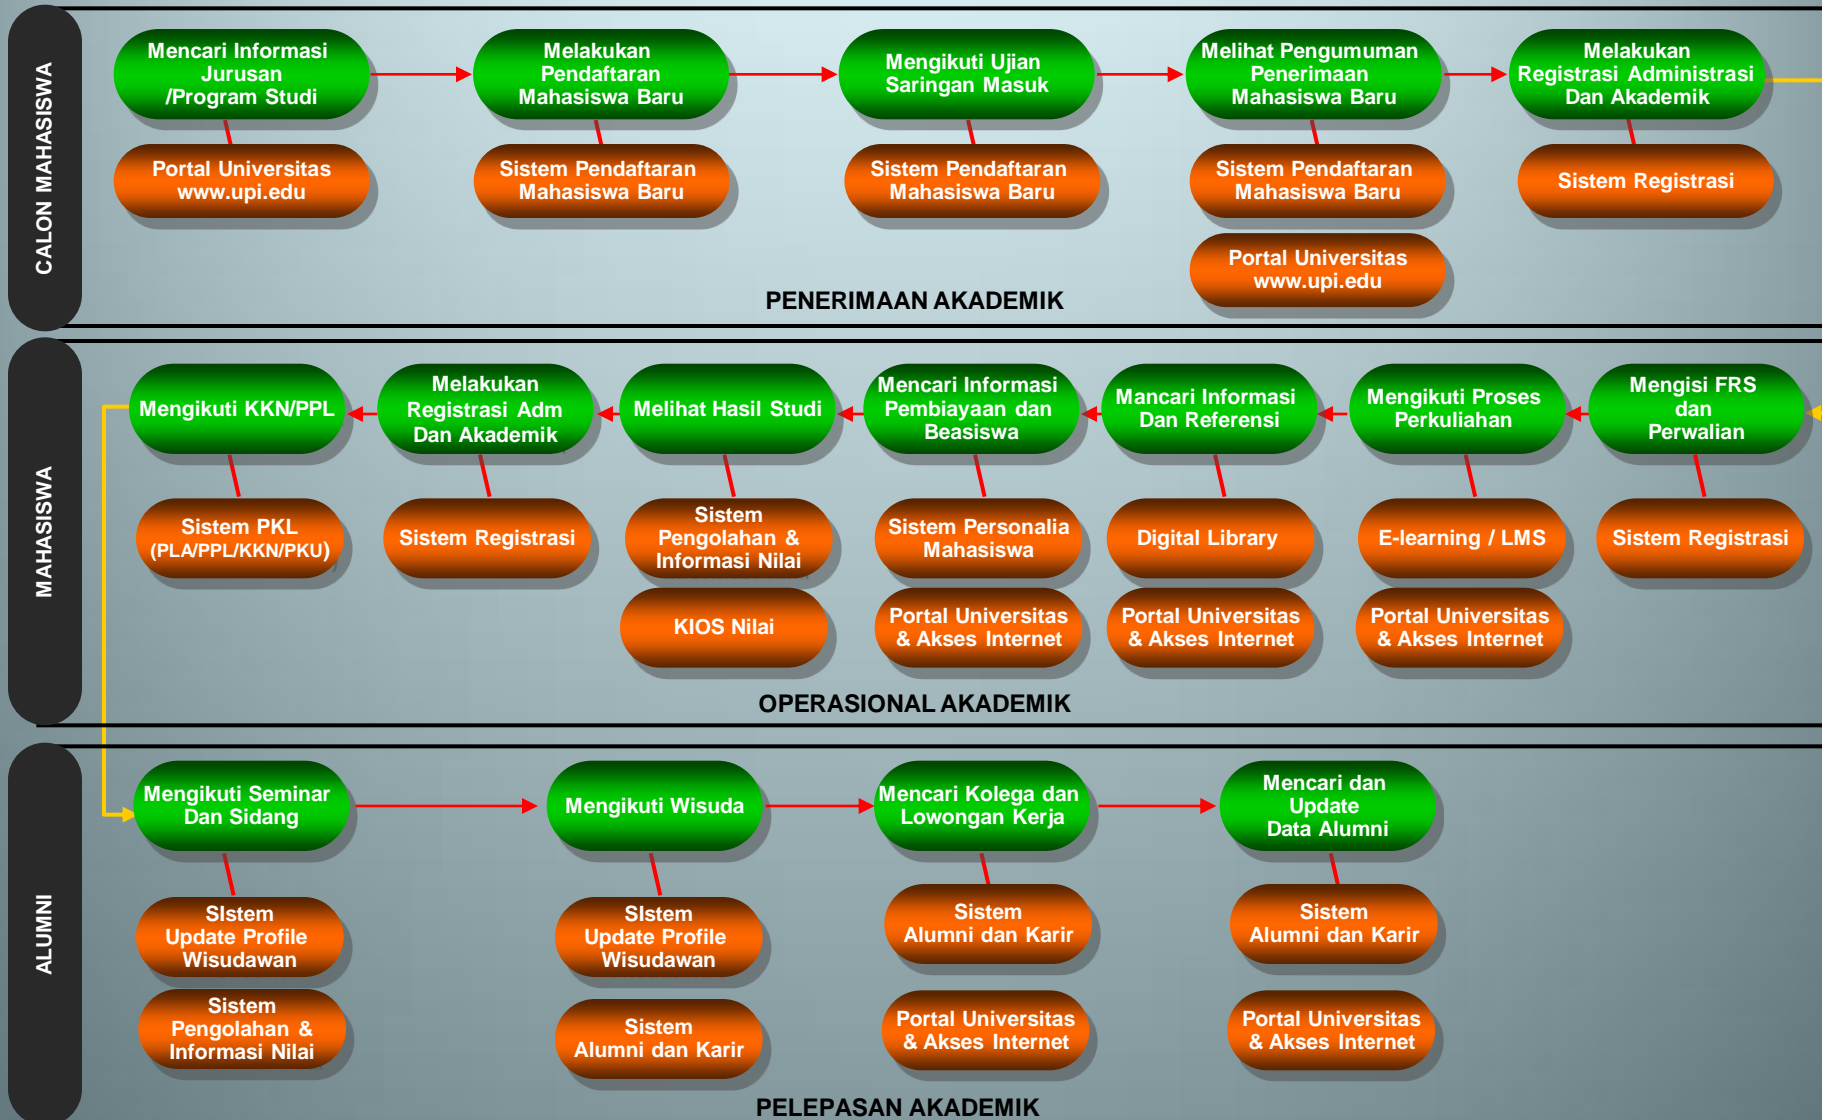 CALON MAHASISWA
Mencari Informasi
Jurusan
/Program Studi
Melakukan
Pendaftaran
Mahasiswa Baru
Mengikuti Ujian
Saringan Masuk
Melihat Pengumuman
Penerimaan
Mahasiswa Baru
Melakukan
Registrasi Administrasi
Dan Akademik
Portal Universitas
www.upi.edu
Sistem Pendaftaran
Mahasiswa Baru
Sistem Pendaftaran
Mahasiswa Baru
Sistem Pendaftaran
Mahasiswa Baru
Sistem Registrasi
Portal Universitas
www.upi.edu
PENERIMAAN AKADEMIK
MAHASISWA
Mengikuti KKN/PPL
Melakukan
Registrasi Adm
Dan Akademik
Melihat Hasil Studi
Mencari Informasi
Pembiayaan dan
Beasiswa
Mancari Informasi
Dan Referensi
Mengikuti Proses
Perkuliahan
Mengisi FRS
dan
Perwalian
Sistem PKL
(PLA/PPL/KKN/PKU)
Sistem Registrasi
Sistem
Pengolahan &
Informasi Nilai
Sistem Personalia
Mahasiswa
Digital Library
E-learning / LMS
Sistem Registrasi
KIOS Nilai
Portal Universitas
& Akses Internet
Portal Universitas
& Akses Internet
Portal Universitas
& Akses Internet
OPERASIONAL AKADEMIK
ALUMNI
Mengikuti Seminar
Dan Sidang
Mengikuti Wisuda
Mencari Kolega dan
Lowongan Kerja
Mencari dan
Update
Data Alumni
SIstem
Update Profile
Wisudawan
SIstem
Update Profile
Wisudawan
Sistem
Alumni dan Karir
Sistem
Alumni dan Karir
Sistem
Pengolahan &
Informasi Nilai
Sistem
Alumni dan Karir
Portal Universitas
& Akses Internet
Portal Universitas
& Akses Internet
PELEPASAN AKADEMIK